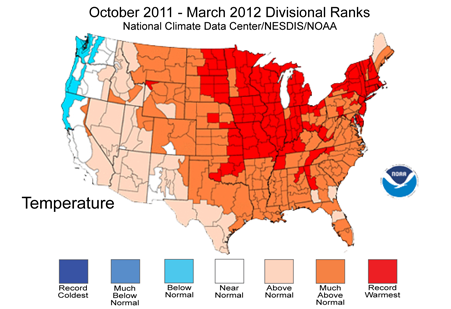 October 2011 - March 2012 Divisional Ranks
National Climate Data Center/NESDIS/NOAA
NOAA
Temperature
Record Coldest
Much Below Normal
Below Normal
Near Normal
Above Normal
Much Above Normal
Record Warmest